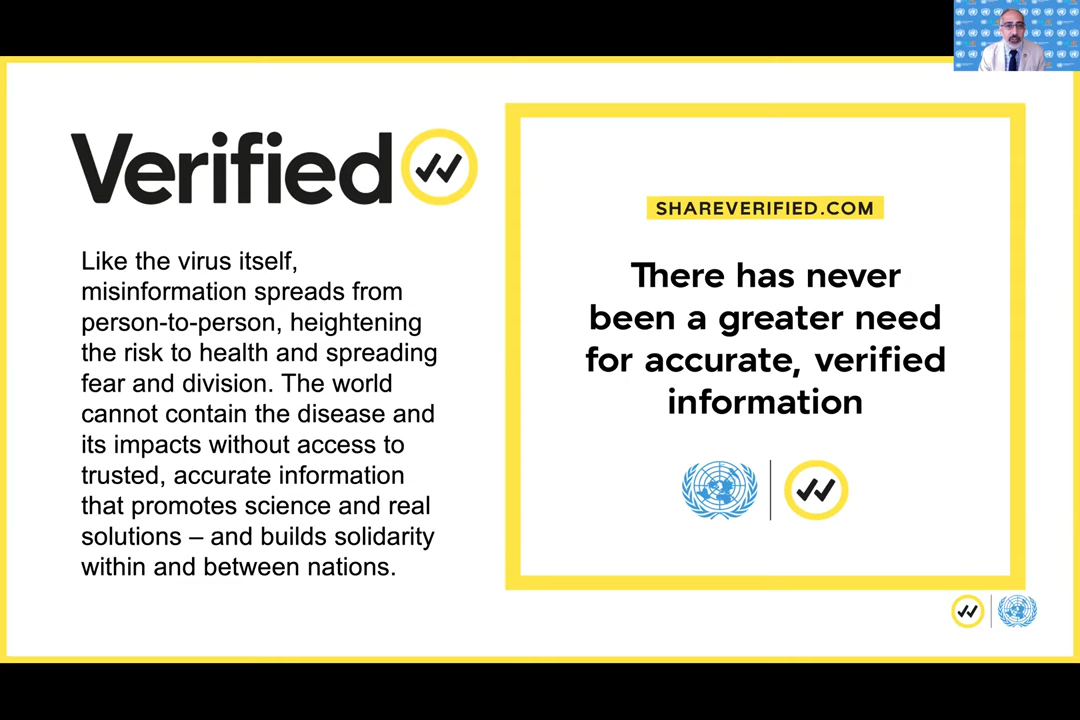 Verified
Like the virus itself,
misinformation spreads from
person-to-person, heightening
the risk to health and spreading
fear and division. The world
cannot contain the disease and
its impacts without access to
trusted, accurate information
that promotes science and real
solutions – and builds solidarity
within and between nations.
SHAREVERIFIED.COM
There has never
been a greater need
for accurate, verified
information